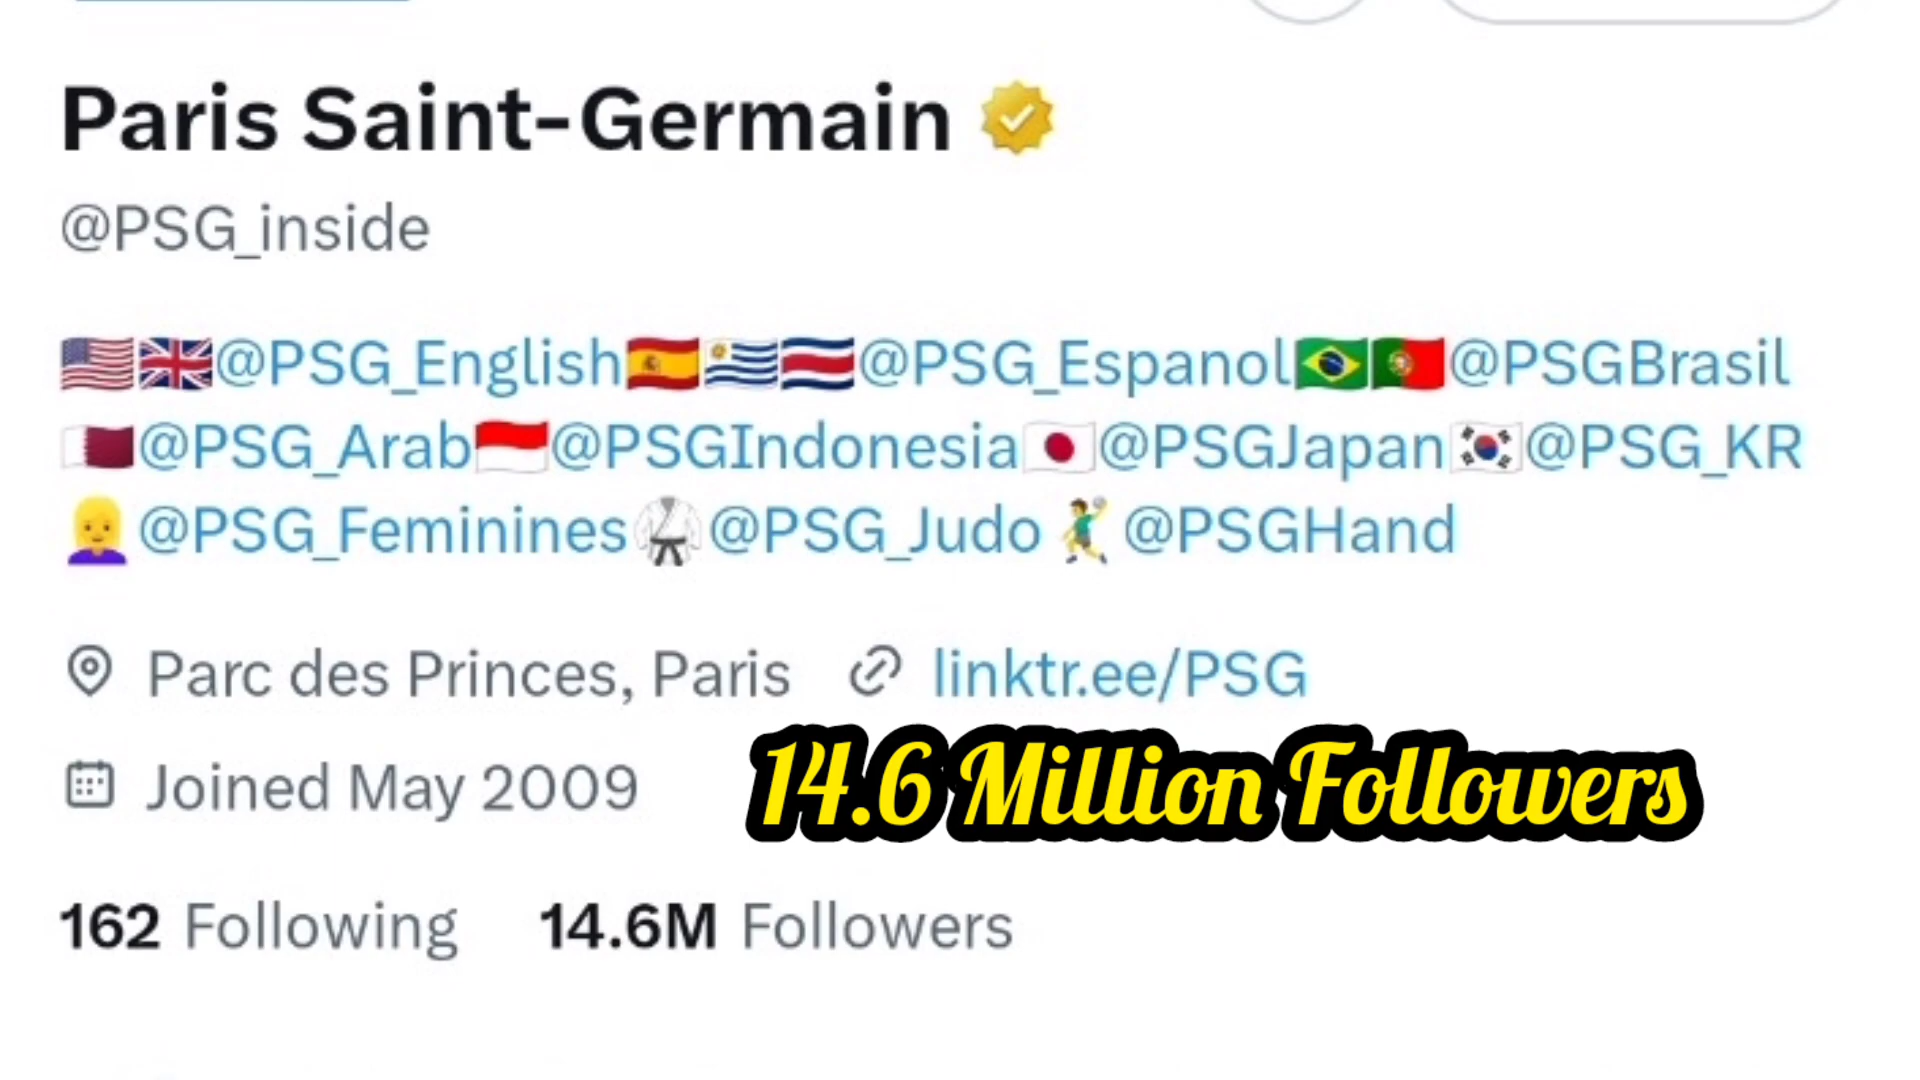 Paris Saint-Germain
@PSG_inside
🇺🇸🇬🇧@PSG_English🇪🇸🇺🇾🇨🇷@PSG_Espanol🇧🇷🇵🇹@PSGBrasil
🇶🇦@PSG_Arab🇮🇩@PSGIndonesia🇯🇵@PSGJapan🇰🇷@PSG_KR
👱‍♀️@PSG_Feminines🥋@PSG_Judo🤾‍♂️@PSGHand
Parc des Princes, Paris linktr.ee/PSG
Joined May 2009
14.6 Million Followers
162 Following 14.6M Followers